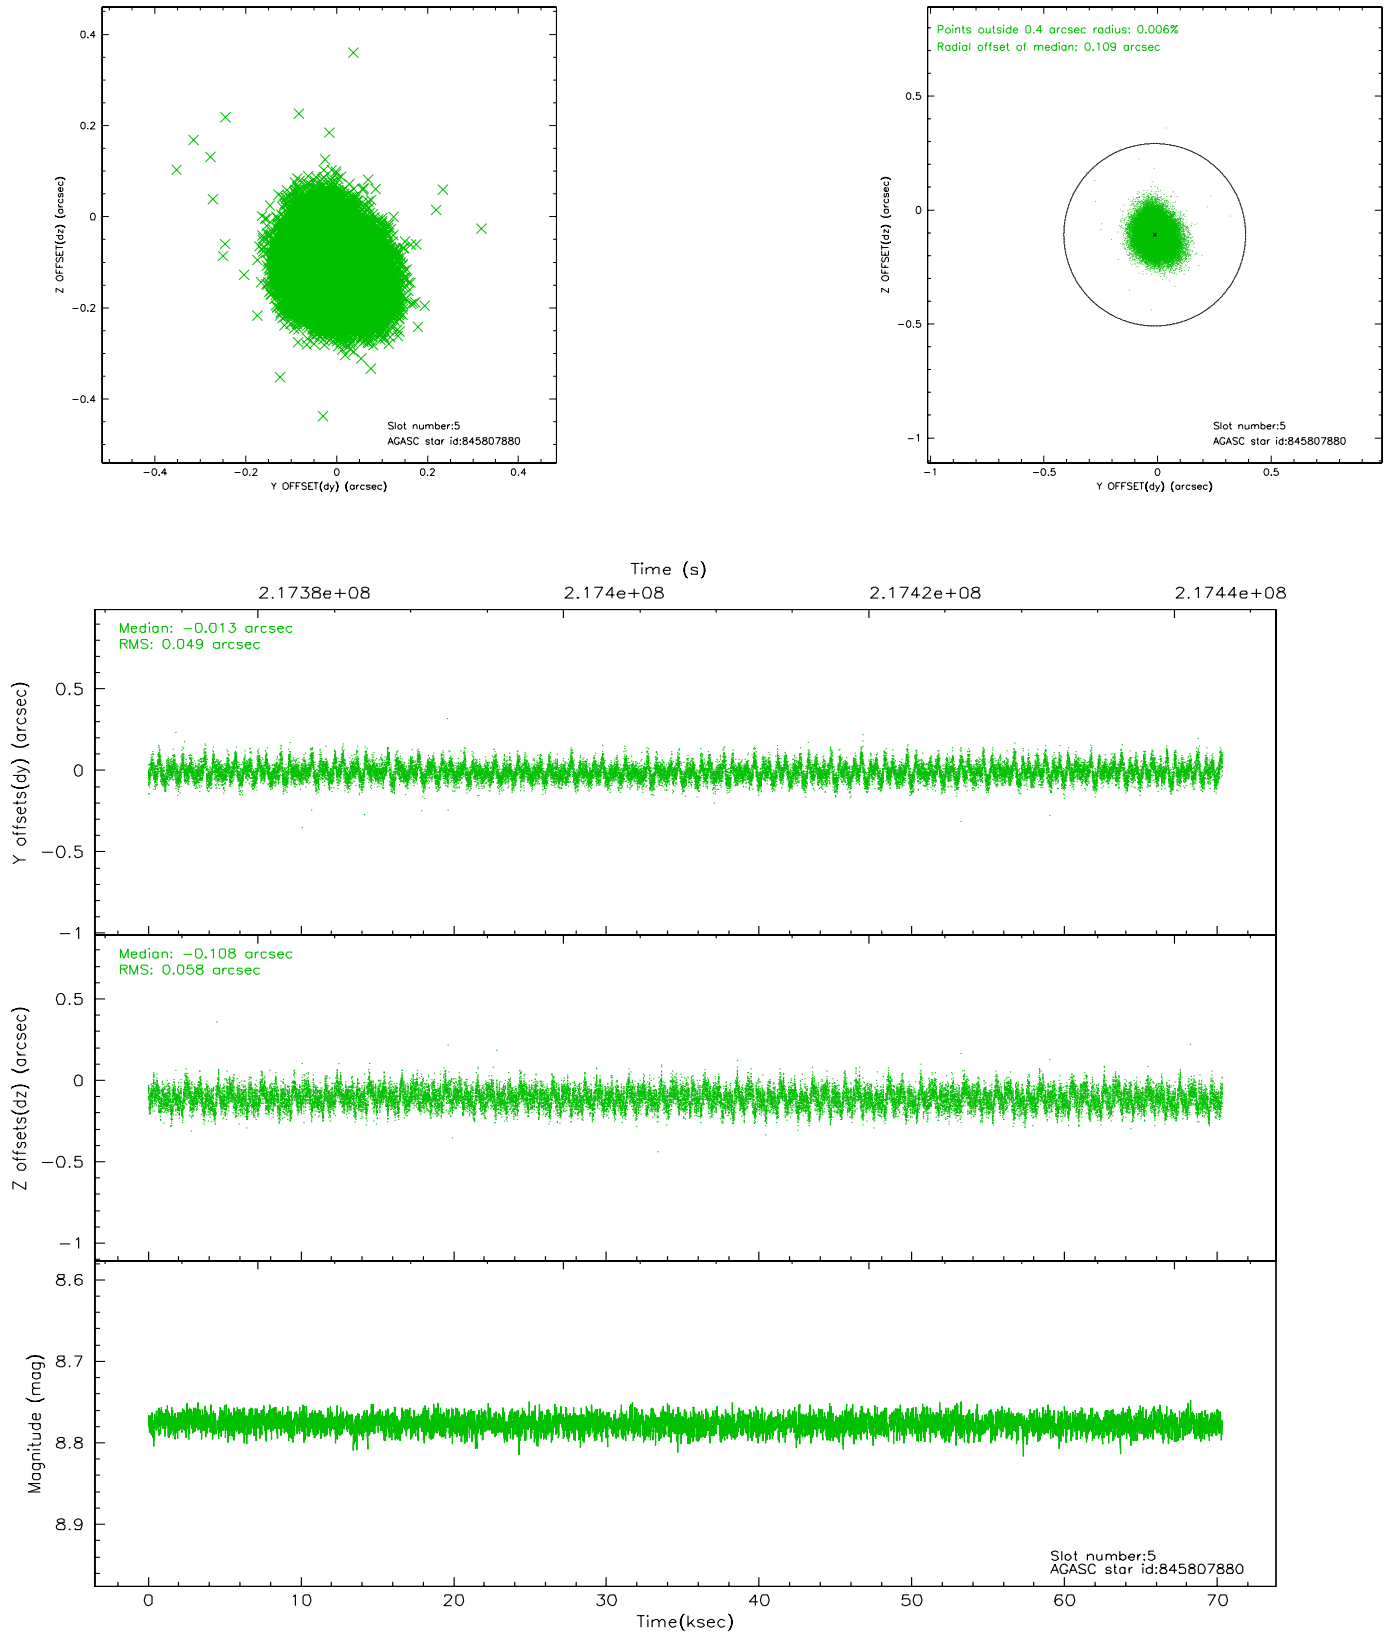 0.4
0.2
0
−0.2
−0.4
Z OFFSET(dz) (arcsec)
Slot number:5
AGASC star id:845807880
−0.4 −0.2 0 0.2 0.4
Y OFFSET(dy) (arcsec)
Points outside 0.4 arcsec radius: 0.006%
Radial offset of median: 0.109 arcsec
0.5
0
−0.5
−1
Z OFFSET(dz) (arcsec)
Slot number:5
AGASC star id:845807880
−1 −0.5 0 0.5
Y OFFSET(dy) (arcsec)
Time (s)
2.1738e+08 2.174e+08 2.1742e+08 2.1744e+08
Median: −0.013 arcsec
RMS: 0.049 arcsec
0.5
0
−0.5
−1
Y offsets(dy) (arcsec)
Median: −0.108 arcsec
RMS: 0.058 arcsec
0.5
0
−0.5
−1
Z offsets(dz) (arcsec)
8.6
8.7
8.8
8.9
Magnitude (mag)
Slot number:5
AGASC star id:845807880
0 10 20 30 40 50 60 70
Time(ksec)